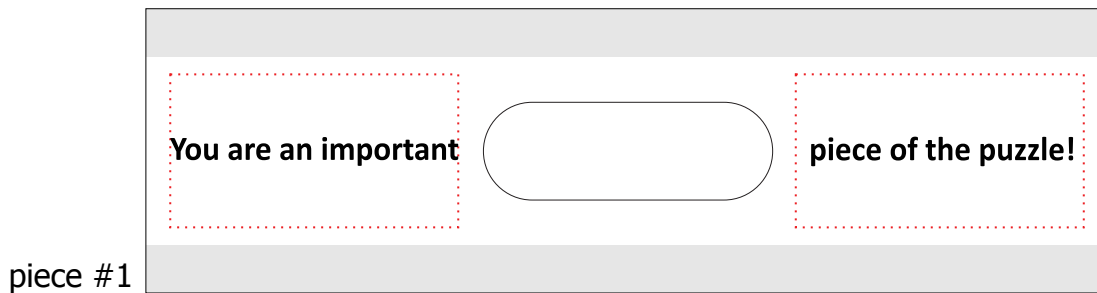 You are an important
piece of the puzzle!
piece #1